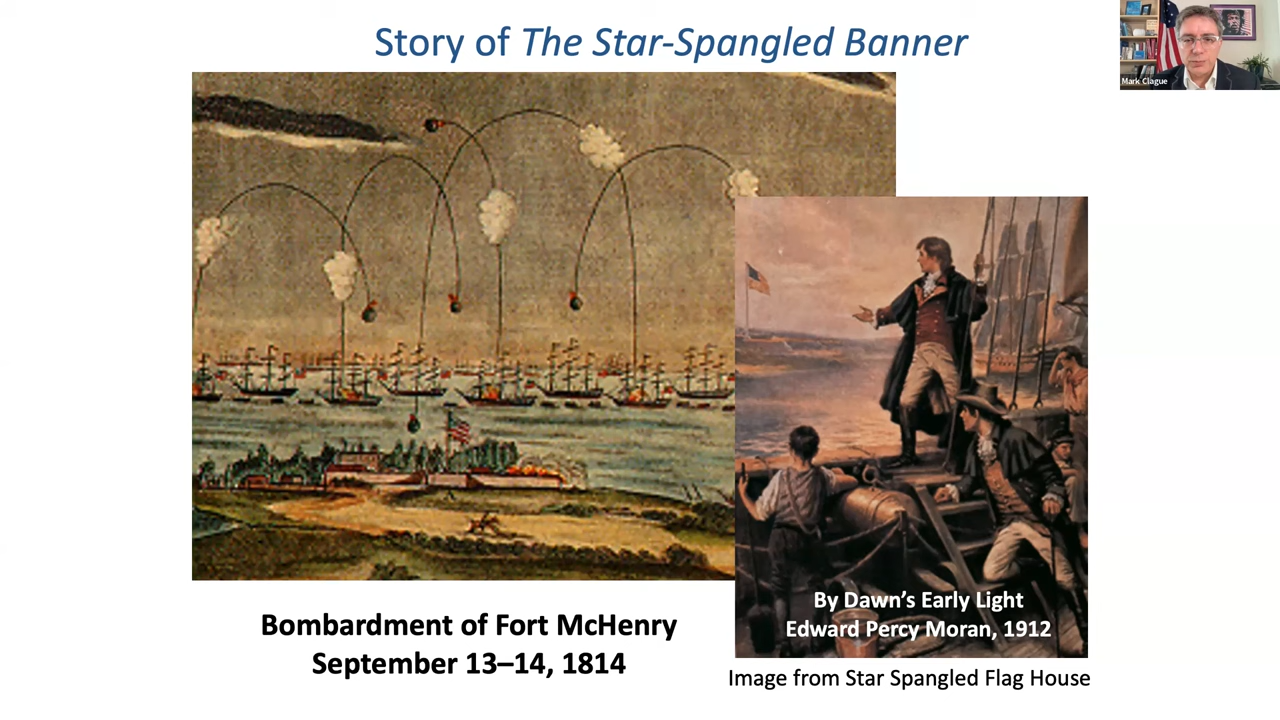 Story of The Star-Spangled Banner
Mark Clague
By Dawn's Early Light
Edward Percy Moran, 1912
Bombardment of Fort McHenry
September 13–14, 1814
Image from Star Spangled Flag House